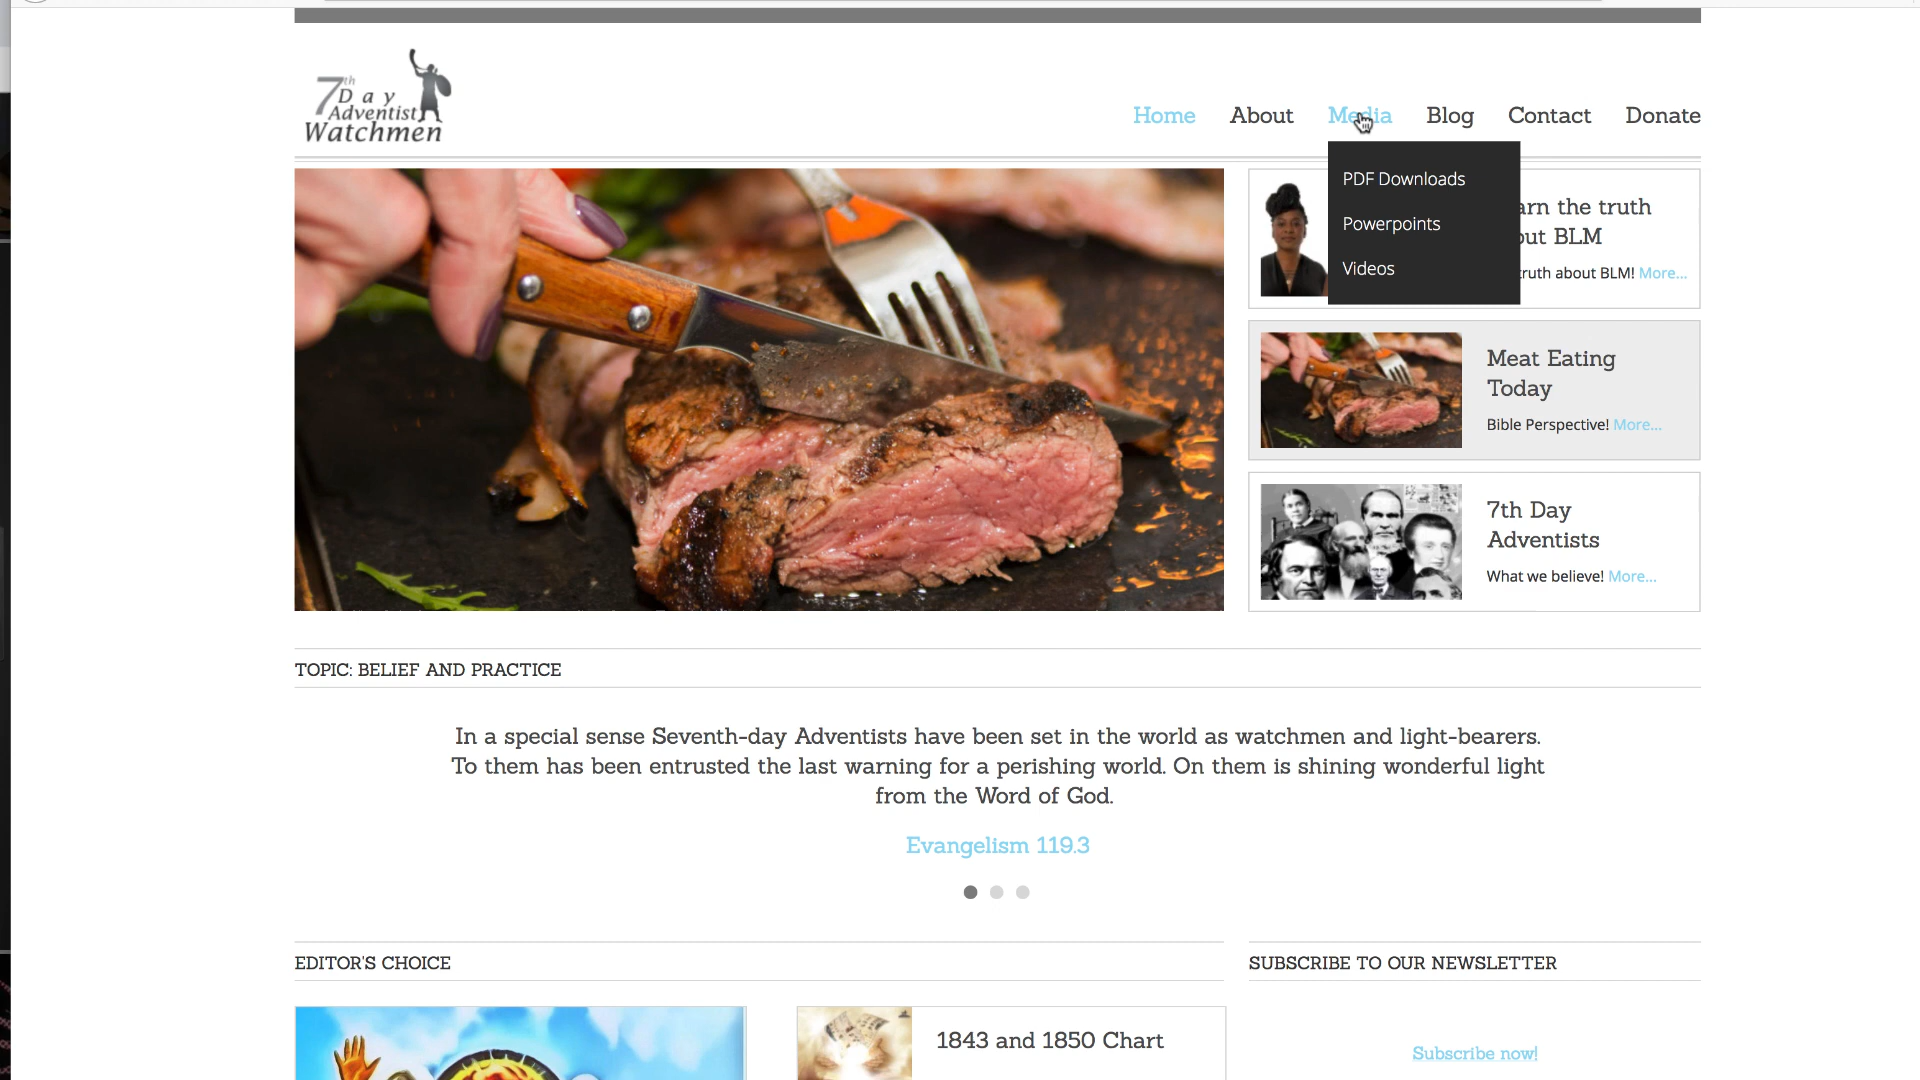 7th
Day
Adventist
Watchmen
Home About Media Blog Contact Donate
PDF Downloads
Powerpoints
Videos
the truth
BLM
truth about BLM! More...
Meat Eating
Today
Bible Perspective! More...
7th Day
Adventists
What we believe! More...
TOPIC: BELIEF AND PRACTICE
In a special sense Seventh-day Adventists have been set in the world as watchmen and light-bearers.
To them has been entrusted the last warning for a perishing world. On them is shining wonderful light
from the Word of God.
Evangelism 119.3
EDITOR'S CHOICE
SUBSCRIBE TO OUR NEWSLETTER
1843 and 1850 Chart
Subscribe now!